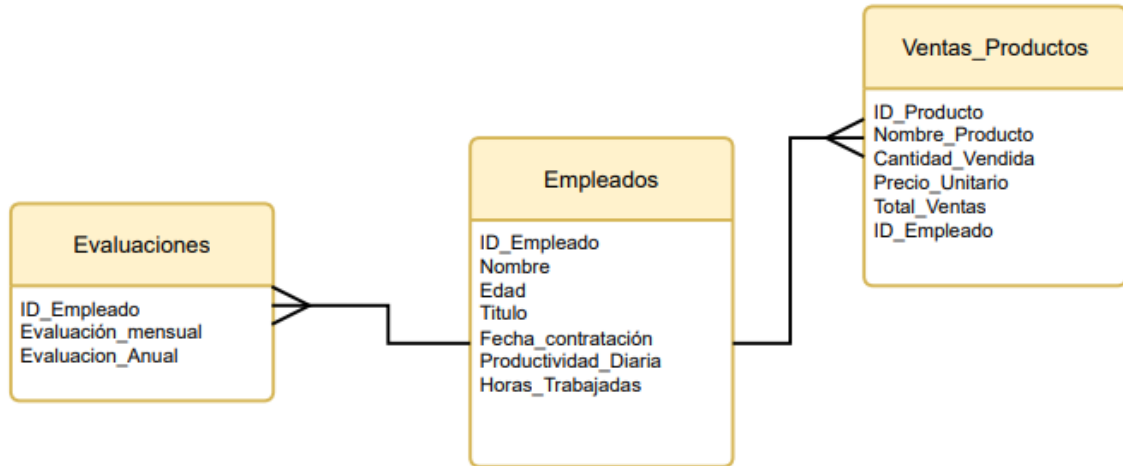 Evaluaciones
ID_Empleado
Evaluación_mensual
Evaluacion_Anual
Empleados
ID_Empleado
Nombre
Edad
Titulo
Fecha_contratación
Productividad_Diaria
Horas_Trabajadas
Ventas_Productos
ID_Producto
Nombre_Producto
Cantidad_Vendida
Precio_Unitario
Total_Ventas
ID_Empleado